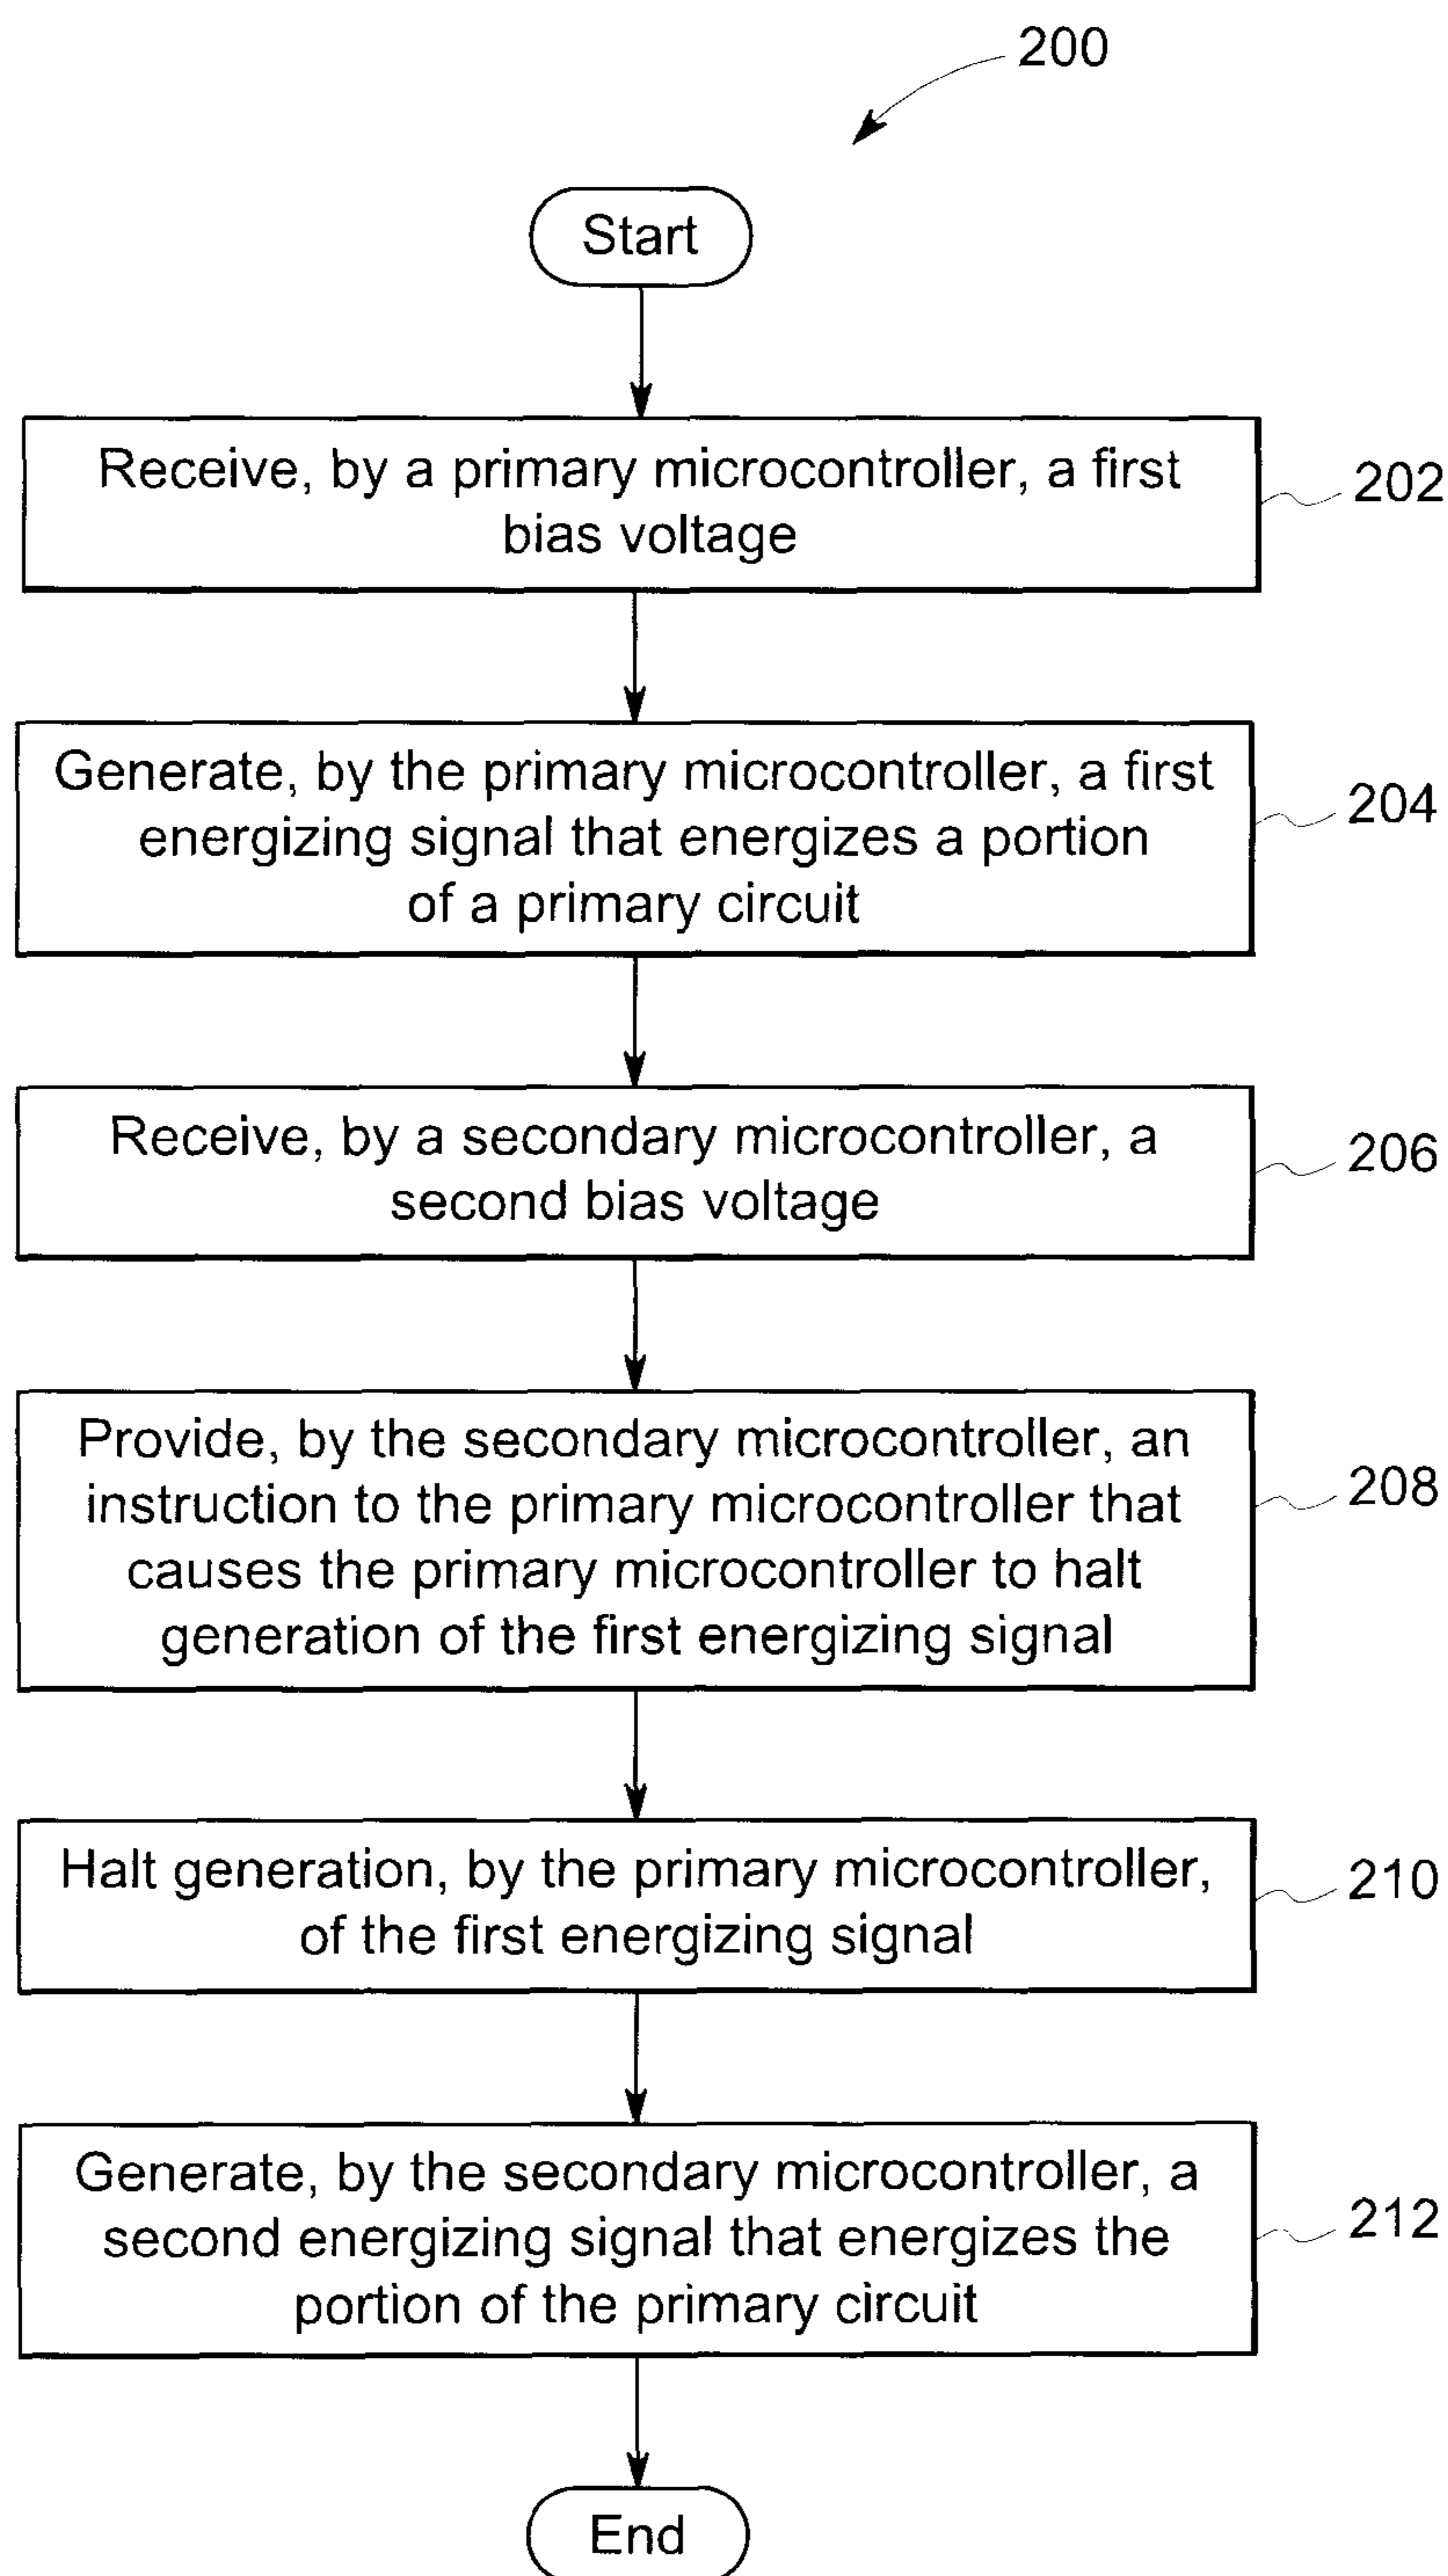 200
Start
Receive, by a primary microcontroller, a first
bias voltage
202
Generate, by the primary microcontroller, a first
energizing signal that energizes a portion
of a primary circuit
204
Receive, by a secondary microcontroller, a
second bias voltage
206
Provide, by the secondary microcontroller, an
instruction to the primary microcontroller that
causes the primary microcontroller to halt
generation of the first energizing signal
208
Halt generation, by the primary microcontroller,
of the first energizing signal
210
Generate, by the secondary microcontroller, a
second energizing signal that energizes the
portion of the primary circuit
212
End